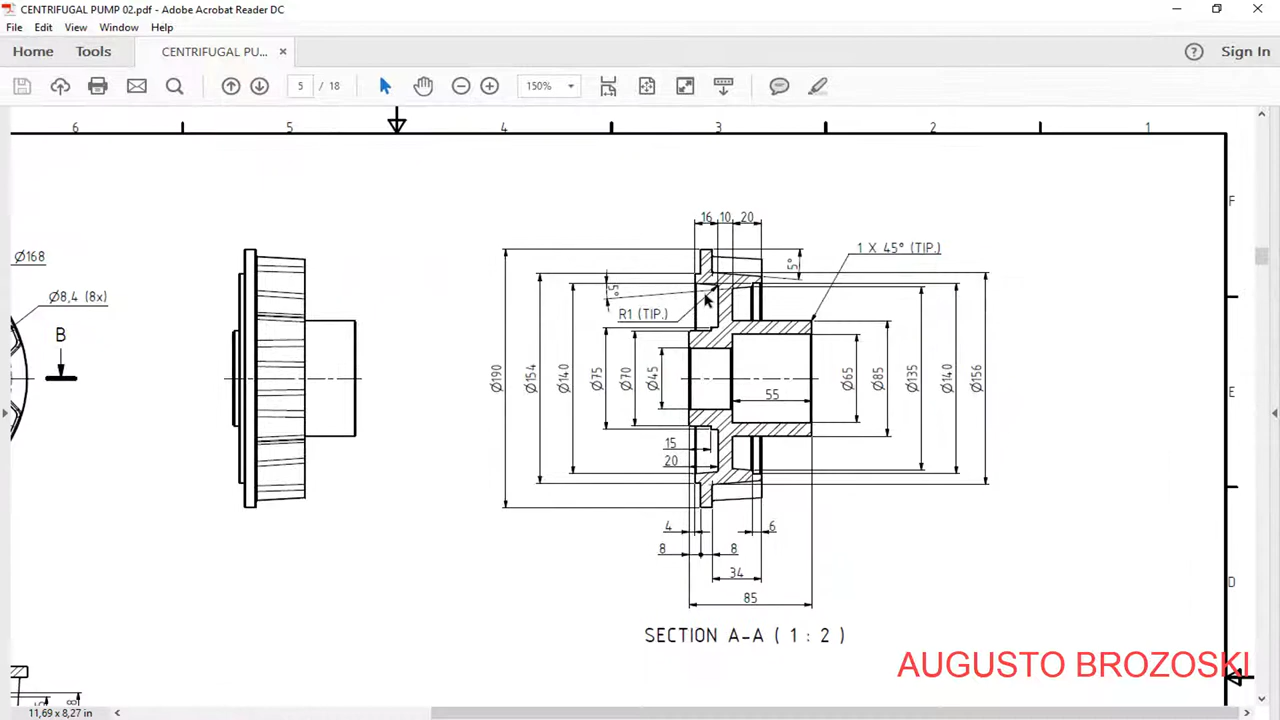 CENTRIFUGAL PUMP 02.pdf - Adobe Acrobat Reader DC
File Edit View Window Help
Home Tools CENTRIFUGAL PU... × Sign In
5 / 18 150%
6 5 4 3 2 1
F
E
D
Ø168
Ø8,4 (8x)
B
16 10 20
1 X 45° (TIP.)
5°
5°
R1 (TIP.)
Ø190
Ø154
Ø140
Ø75
Ø70
Ø45
55
Ø65
Ø85
Ø135
Ø140
Ø156
15
20
4 6
8 8
34
85
SECTION A-A ( 1 : 2 )
AUGUSTO BROZOSKI
11,69 x 8,27 in